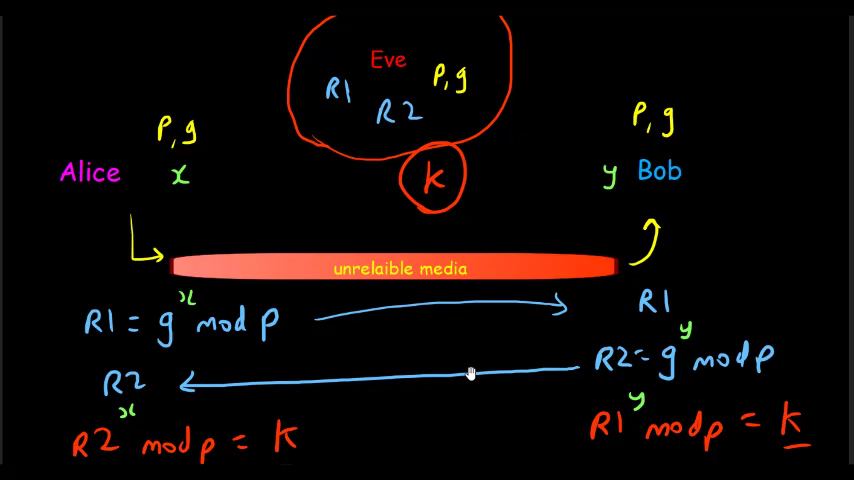 Eve
R1 P,g
R2
P,g
P,g
Alice x
k
y Bob
unrelaible media
R1 = g^x mod p
R1
R2 = g^y mod p
R2
R2^x mod p = k
R1^y mod p = k